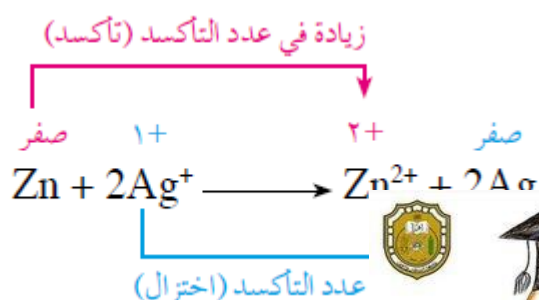 زيادة في عدد التأكسد (تأكسد)
صفر +١ +٢ صفر
Zn + 2Ag⁺ ⟶ Zn²⁺ + 2Ag
عدد التأكسد (اختزال)